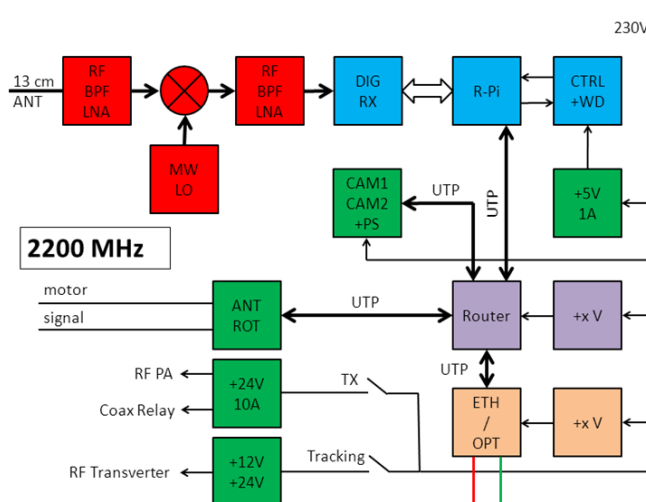 230V
13 cm
ANT
RF
BPF
LNA
RF
BPF
LNA
DIG
RX
R-Pi
CTRL
+WD
MW
LO
CAM1
CAM2
+PS
UTP
UTP
+5V
1A
2200 MHz
motor
signal
ANT
ROT
UTP
Router
+x V
RF PA
Coax Relay
+24V
10A
TX
UTP
ETH
/
OPT
+x V
RF Transverter
+12V
+24V
Tracking